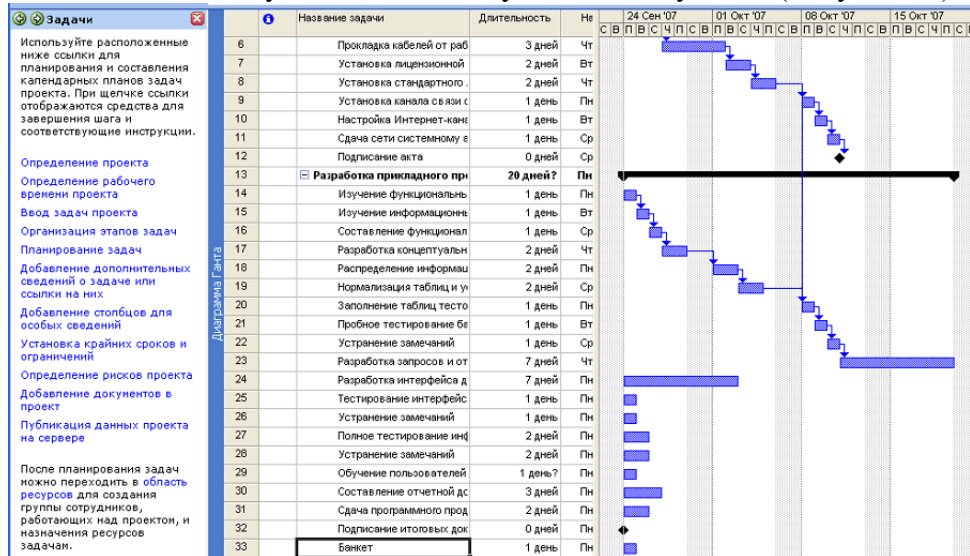 Задачи
Используйте расположенные
ниже ссылки для
планирования и составления
календарных планов задач
проекта. При щелчке ссылки
отображаются средства для
завершения шага и
соответствующие инструкции.
Определение проекта
Определение рабочего
времени проекта
Ввод задач проекта
Организация этапов задач
Планирование задач
Добавление дополнительных
сведений о задаче или
ссылки на них
Добавление столбцов для
особых сведений
Установка крайних сроков и
ограничений
Определение рисков проекта
Добавление документов в
проект
Публикация данных проекта
на сервере
После планирования задач
можно переходить в область
ресурсов для создания
группы сотрудников,
работающих над проектом, и
назначения ресурсов
задачам.
Диаграмма Ганта
Название задачи Длительность На 24 Сен '07 01 Окт '07 08 Окт '07 15 Окт '07
С В П В С Ч П С В П В С Ч П С В П В С Ч П С В П В С Ч П С
6 Прокладка кабелей от раб 3 дней Чт
7 Установка лицензионной 2 дней Вт
8 Установка стандартного . 2 дней Чт
9 Установка канала связи с 1 день Пн
10 Настройка Интернет-кана 1 день Вт
11 Сдача сети системному а 1 день Ср
12 Подписание акта 0 дней Ср
13 Разработка прикладного про 20 дней? Пн
14 Изучение функциональнь 1 день Пн
15 Изучение информационнь 1 день Вт
16 Составление функционал 1 день Ср
17 Разработка концептуальн 2 дней Чт
18 Распределение информац 2 дней Пн
19 Нормализация таблиц и у 2 дней Ср
20 Заполнение таблиц тесто 1 день Пн
21 Пробное тестирование ба 1 день Вт
22 Устранение замечаний 1 день Ср
23 Разработка запросов и от 7 дней Чт
24 Разработка интерфейса д 7 дней Пн
25 Тестирование интерфейс 1 день Пн
26 Устранение замечаний 1 день Пн
27 Полное тестирование инф 2 дней Пн
28 Устранение замечаний 2 дней Пн
29 Обучение пользователей 1 день? Пн
30 Составление отчетной до 3 дней Пн
31 Сдача программного прод 2 дней Пн
32 Подписание итоговых док 0 дней Пн
33 Банкет 1 день Пн